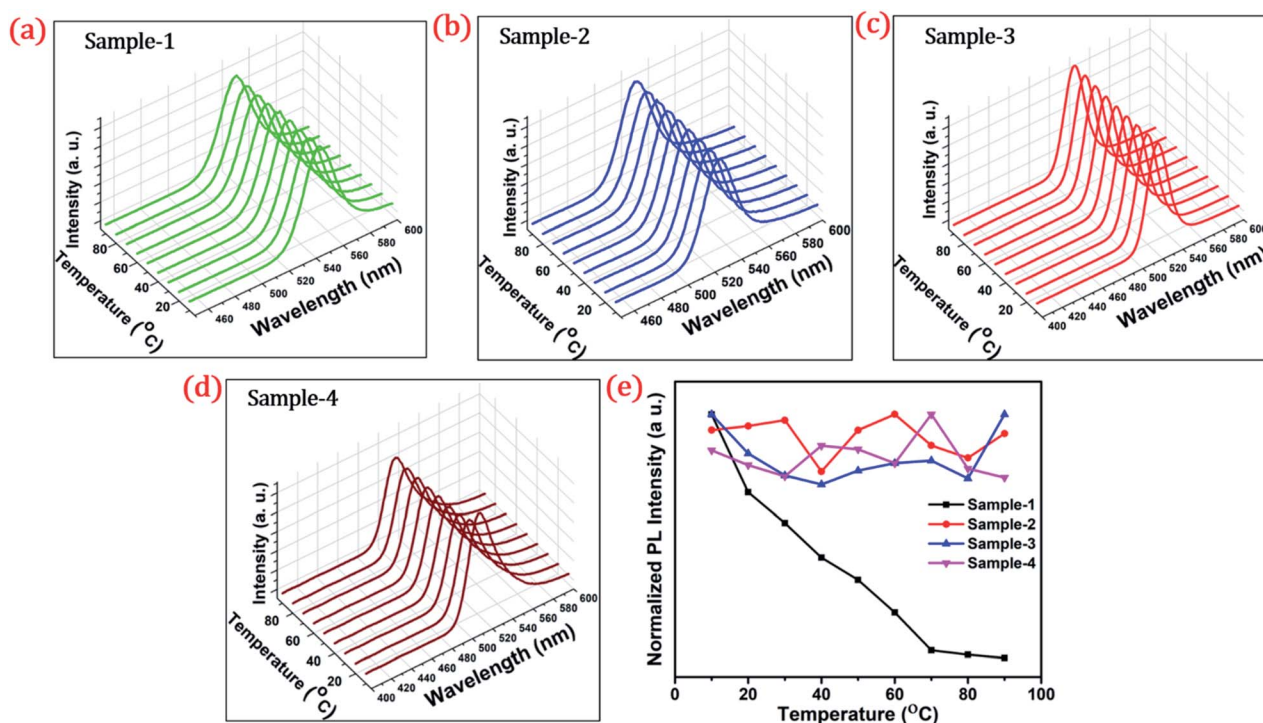 (a)
Sample-1
Intensity (a. u.)
80
60
40
20
Temperature (°C)
460
480
500
520
540
560
580
600
Wavelength (nm)
(b)
Sample-2
Intensity (a. u.)
80
60
40
20
Temperature (°C)
460
480
500
520
540
560
580
600
Wavelength (nm)
(c)
Sample-3
Intensity (a. u.)
80
60
40
20
Temperature (°C)
400
420
440
460
480
500
520
540
560
580
600
Wavelength (nm)
(d)
Sample-4
Intensity (a. u.)
80
60
40
20
Temperature (°C)
400
420
440
460
480
500
520
540
560
580
600
Wavelength (nm)
(e)
Normalized PL Intensity (a u.)
Sample-1
Sample-2
Sample-3
Sample-4
0 20 40 60 80 100
Temperature (°C)